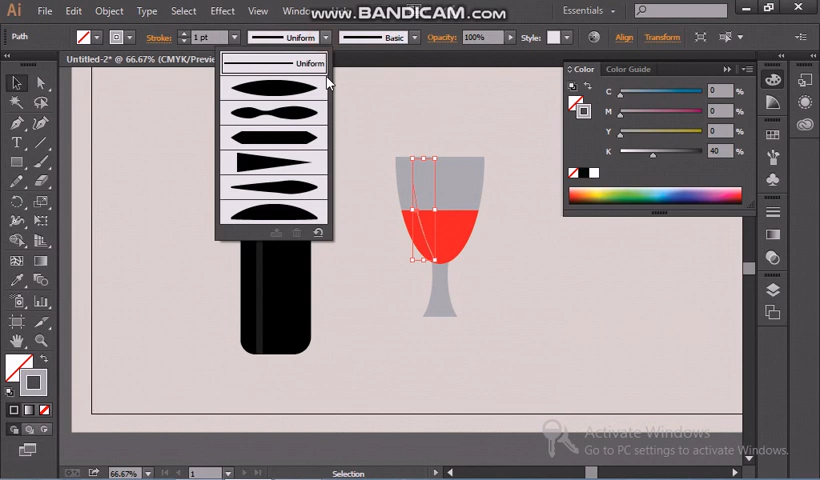 Ai File Edit Object Type Select Effect View Window
www.BANDICAM.com
Essentials
Path
Stroke: 1 pt Uniform Basic Opacity: 100% Style: Align Transform
Untitled-2* @ 66.67% (CMYK/Previe
Uniform
Color Color Guide
C 0 %
M 0 %
Y 0 %
K 40 %
Activate Windows
Go to PC settings to activate Windows.
66.67% 1 Selection